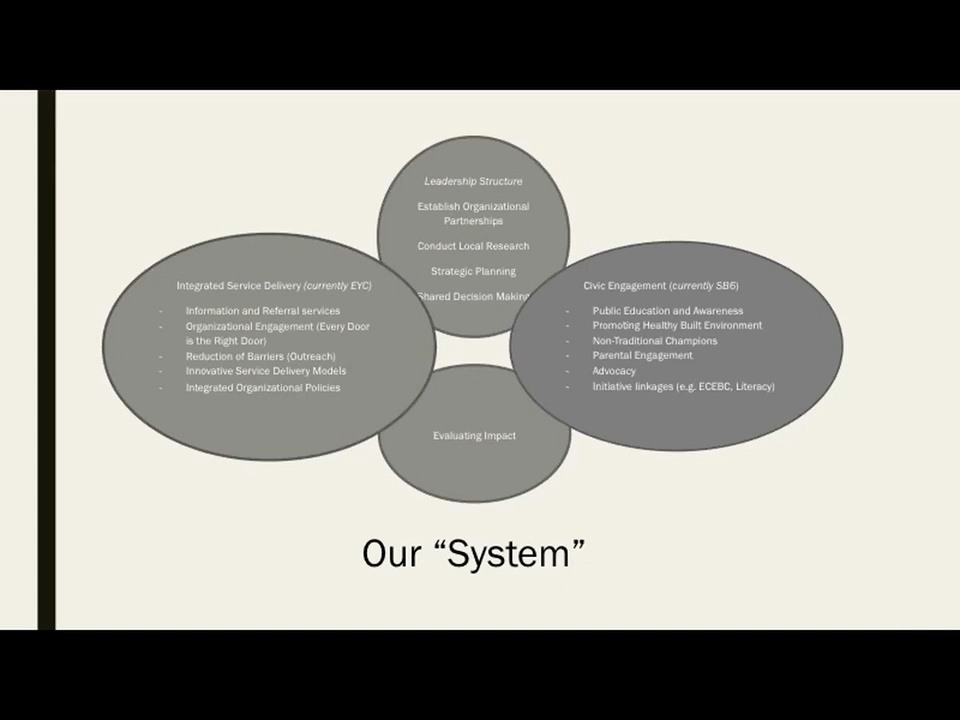 Leadership Structure
Establish Organizational
Partnerships
Conduct Local Research
Strategic Planning
Shared Decision Making
Integrated Service Delivery (currently EYC)
- Information and Referral services
- Organizational Engagement (Every Door
is the Right Door)
- Reduction of Barriers (Outreach)
- Innovative Service Delivery Models
- Integrated Organizational Policies
Civic Engagement (currently SB6)
- Public Education and Awareness
- Promoting Healthy Built Environment
- Non-Traditional Champions
- Parental Engagement
- Advocacy
- Initiative linkages (e.g. ECEBC, Literacy)
Evaluating Impact
Our “System”